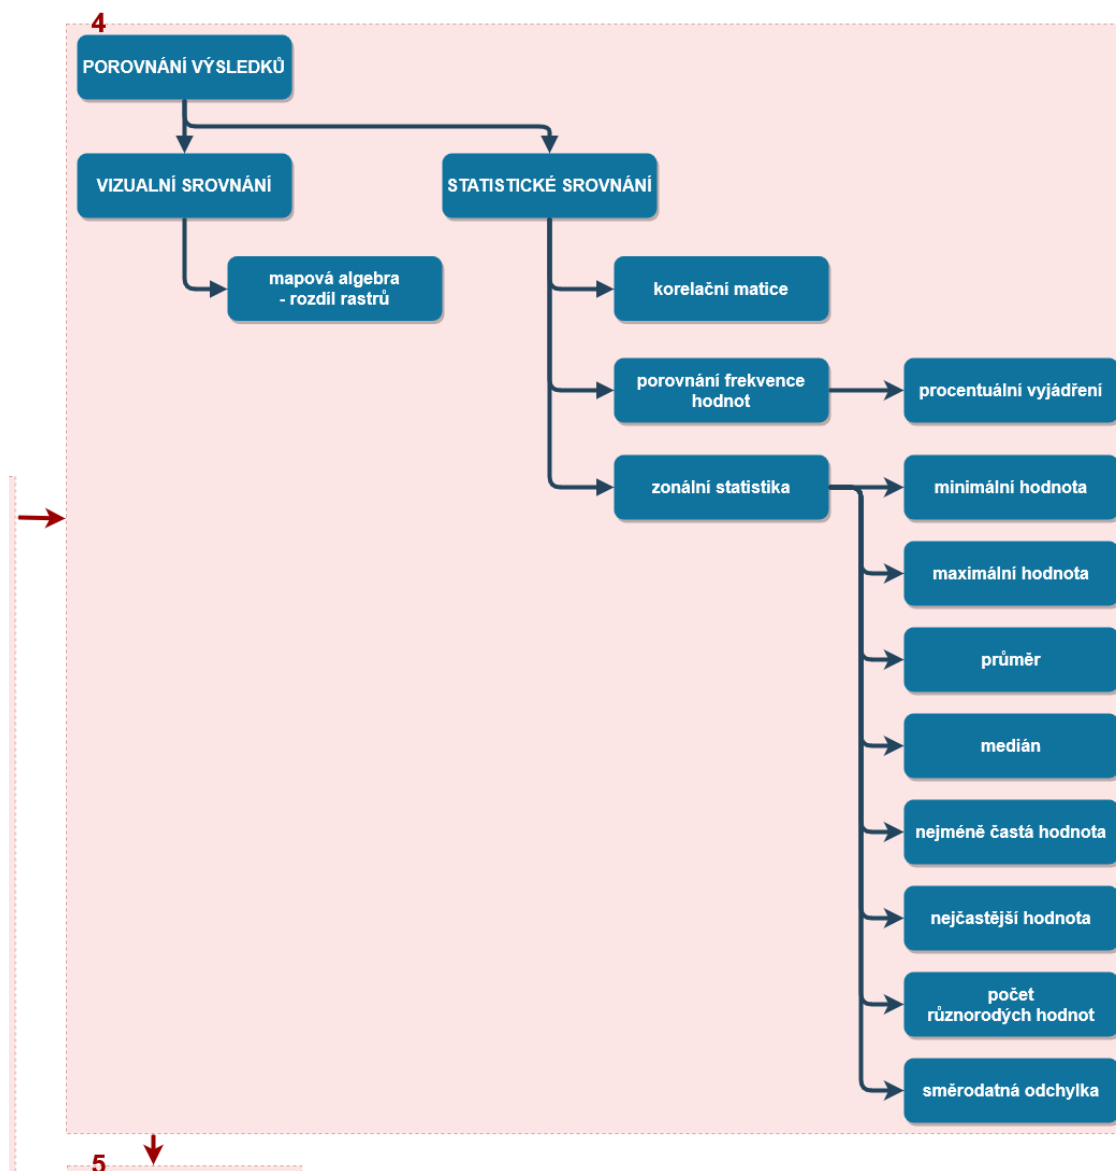 4
POROVNÁNÍ VÝSLEDKŮ
VIZUALNÍ SROVNÁNÍ
STATISTICKÉ SROVNÁNÍ
mapová algebra
- rozdíl rastrů
korelační matice
porovnání frekvence
hodnot
procentuální vyjádření
zonální statistika
minimální hodnota
maximální hodnota
průměr
medián
nejméně častá hodnota
nejčastější hodnota
počet
různorodých hodnot
směrodatná odchylka
5